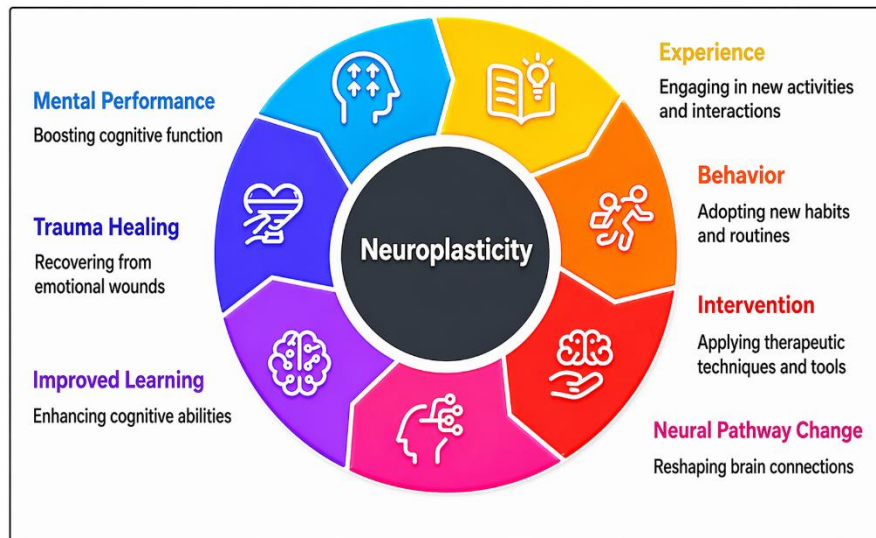 Mental Performance
Boosting cognitive function
Trauma Healing
Recovering from
emotional wounds
Improved Learning
Enhancing cognitive abilities
Neuroplasticity
Experience
Engaging in new activities
and interactions
Behavior
Adopting new habits
and routines
Intervention
Applying therapeutic
techniques and tools
Neural Pathway Change
Reshaping brain connections